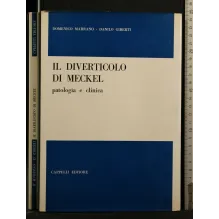 DOMENICO MARRANO - DANILO GIBERTI
IL DIVERTICOLO
DI MECKEL
patologia e clinica
CAPPELLI EDITORE